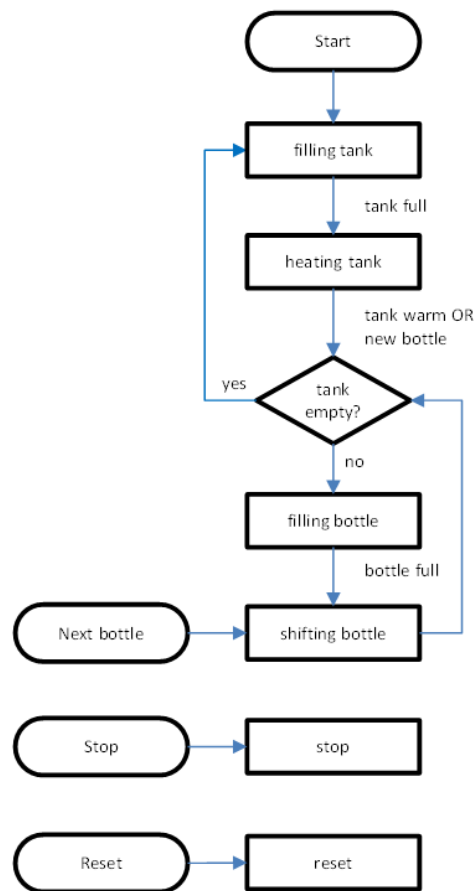 Start
filling tank
tank full
heating tank
tank warm OR
new bottle
yes
tank
empty?
no
filling bottle
bottle full
Next bottle
shifting bottle
Stop
stop
Reset
reset